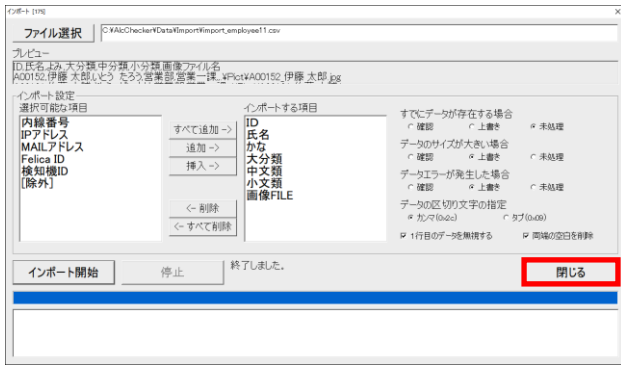 インポート [175]
ファイル選択
C:¥AlcChecker¥Data¥Import¥import_employee11.csv
プレビュー
ID,氏名,よみ,大分類,中分類,小分類,画像ファイル名
A00152,伊藤 太郎,いとう たろう,営業部,営業一課,,¥Pict¥A00152_伊藤 太郎.jpg
インポート設定
選択可能な項目
内線番号
IPアドレス
MAILアドレス
Felica ID
検知機ID
[除外]
すべて追加 ->
追加 ->
挿入 ->
<- 削除
<- すべて削除
インポートする項目
ID
氏名
かな
大分類
中文類
小文類
画像FILE
すでにデータが存在する場合
確認 上書き 未処理
データのサイズが大きい場合
確認 上書き 未処理
データエラーが発生した場合
確認 上書き 未処理
データの区切り文字の指定
カンマ(0x2c) タブ(0x09)
1行目のデータを無視する 両端の空白を削除
インポート開始
停止
終了しました。
閉じる